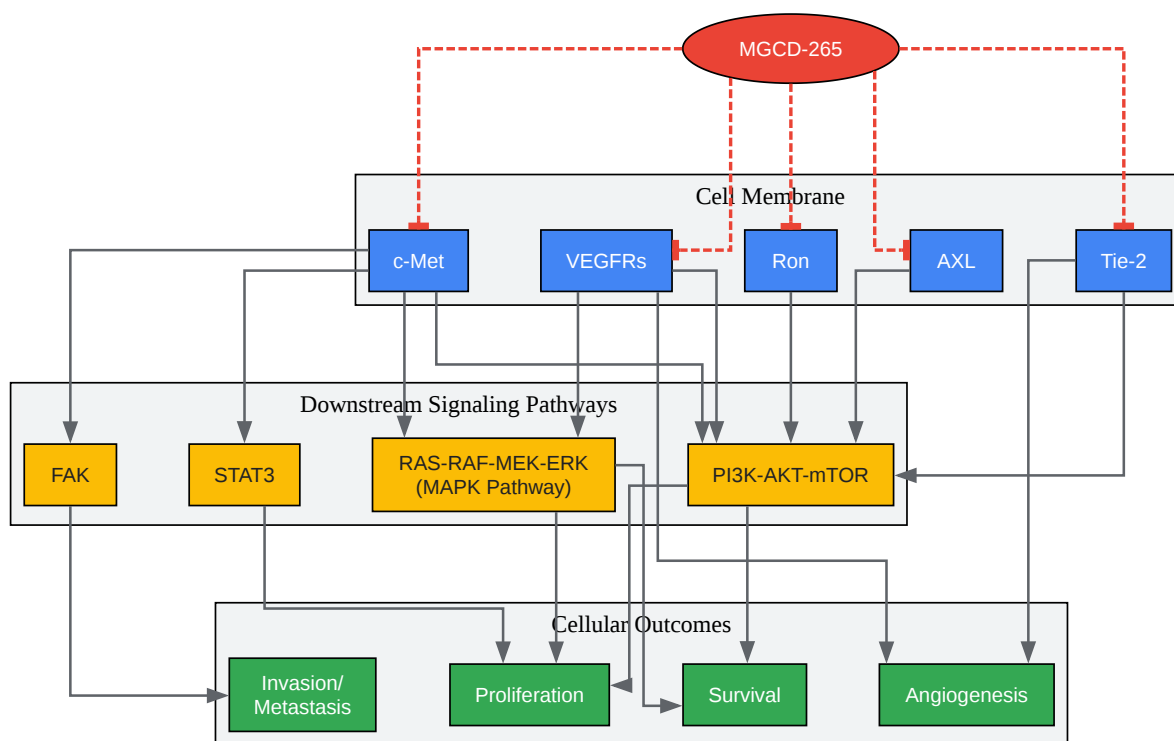 MGCD-265
Cell Membrane
c-Met
VEGFRs
Ron
AXL
Tie-2
Downstream Signaling Pathways
FAK
STAT3
RAS-RAF-MEK-ERK
(MAPK Pathway)
PI3K-AKT-mTOR
Cellular Outcomes
Invasion/
Metastasis
Proliferation
Survival
Angiogenesis